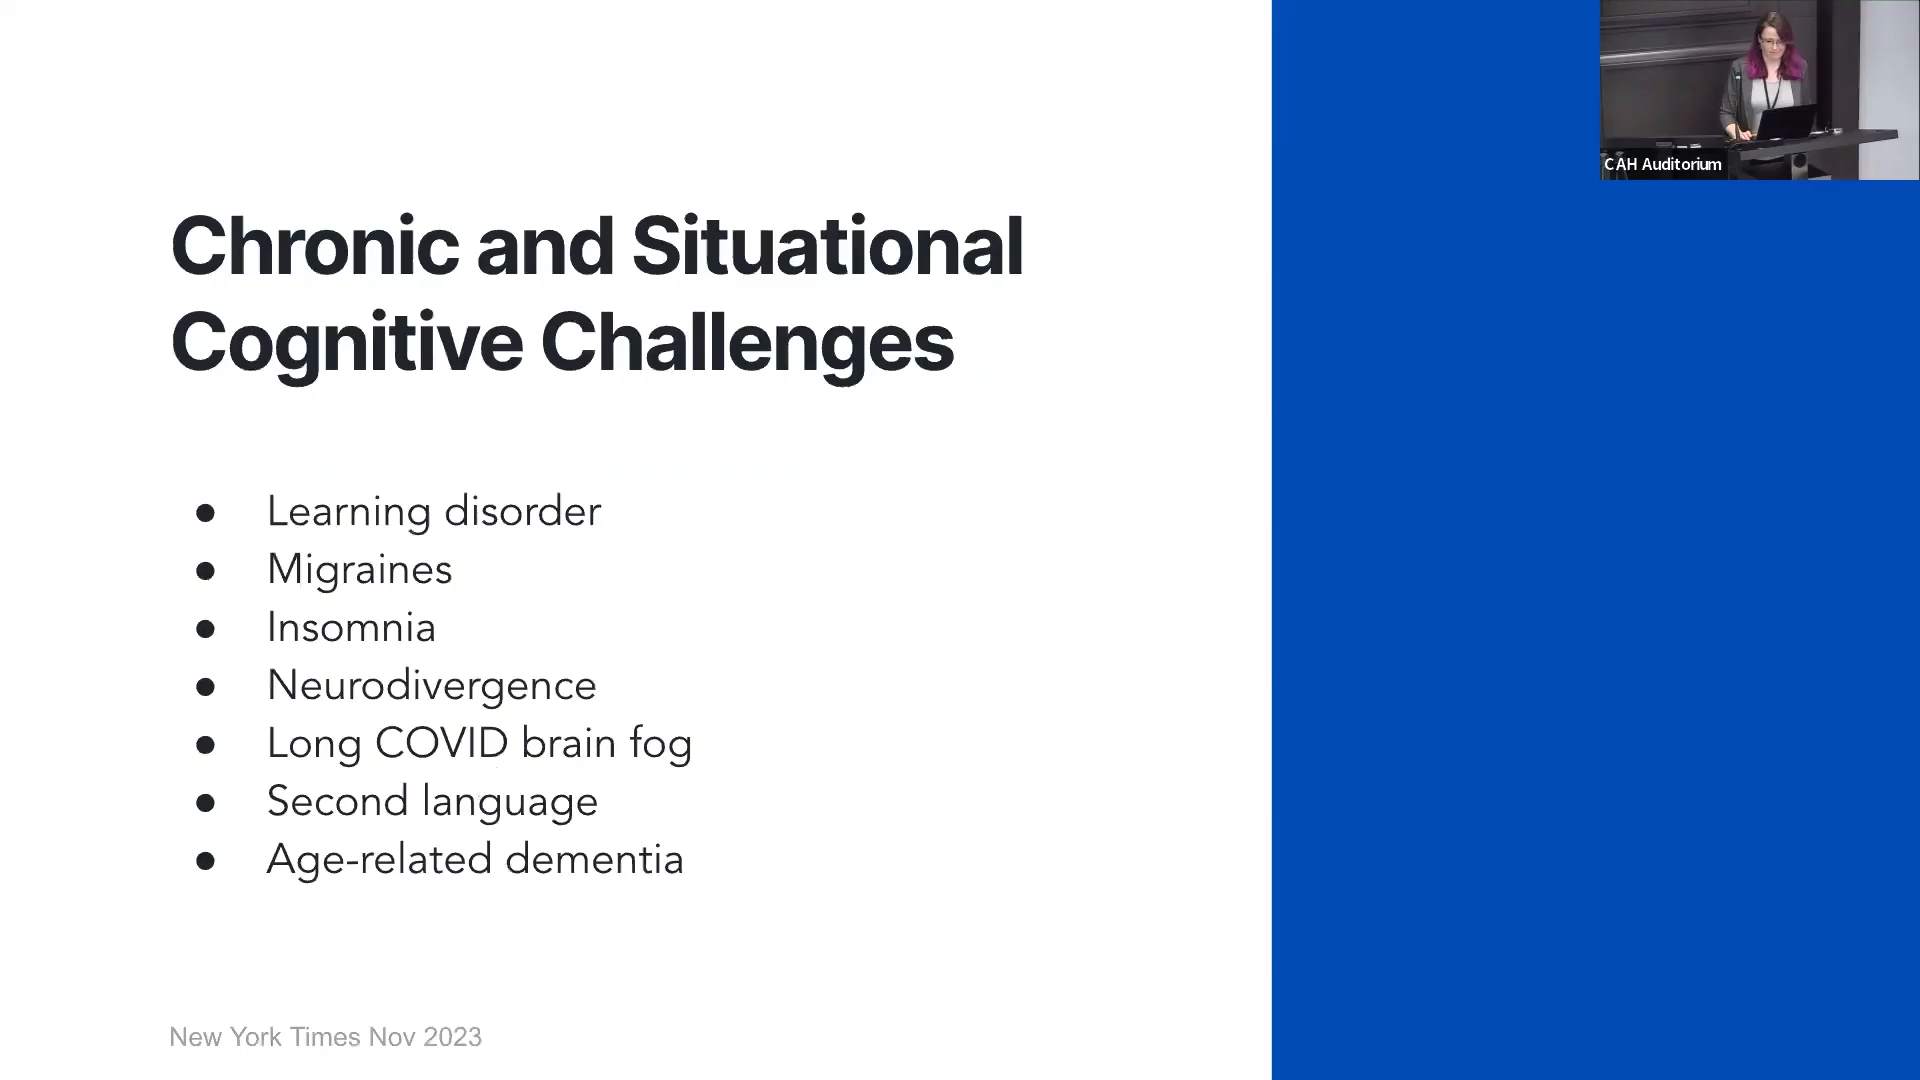 CAH Auditorium
Chronic and Situational
Cognitive Challenges
● Learning disorder
● Migraines
● Insomnia
● Neurodivergence
● Long COVID brain fog
● Second language
● Age-related dementia
New York Times Nov 2023